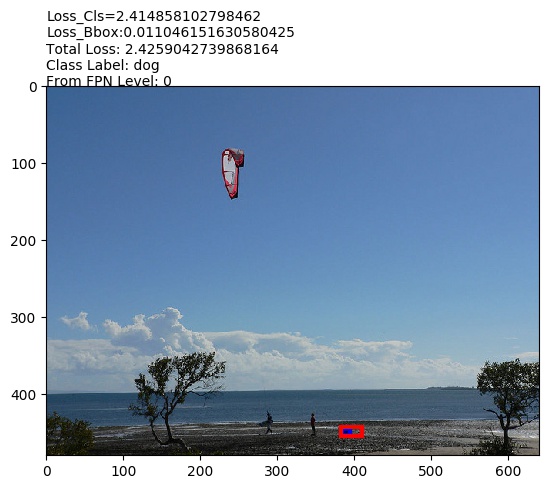 Loss_Cls=2.414858102798462
Loss_Bbox:0.011046151630580425
Total Loss: 2.4259042739868164
Class Label: dog
From FPN Level: 0
0
100
200
300
400
0 100 200 300 400 500 600